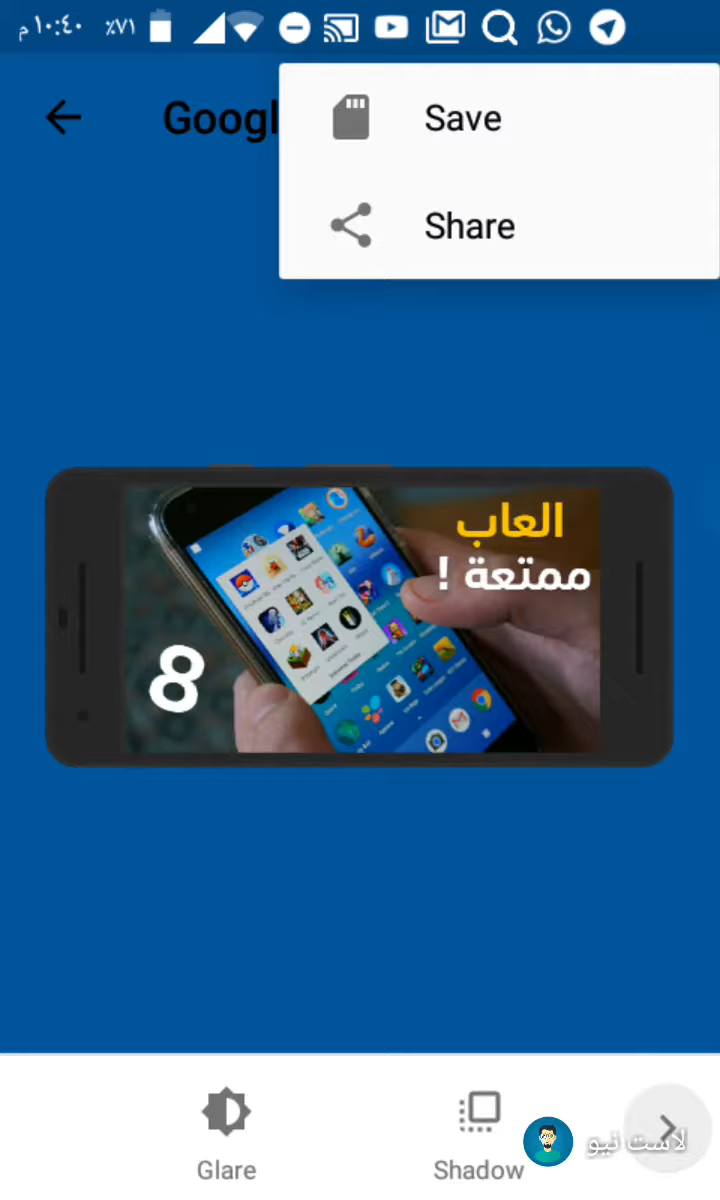 ١٠:٤٠ م ٧١٪
Googl
Save
Share
العاب
ممتعة !
8
Glare
Shadow
لاست نيو